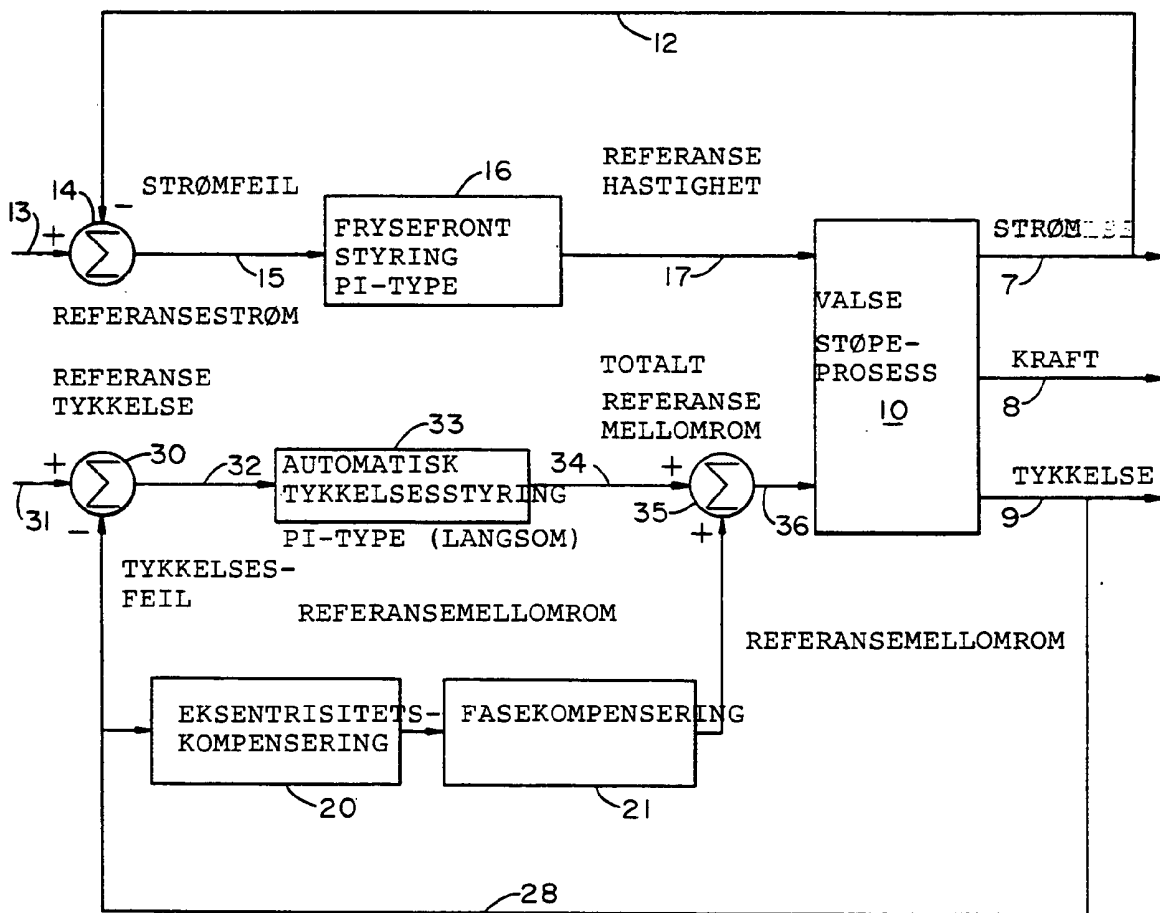 12
REFERANSE
HASTIGHET
16
14
-
STRØMFEIL
13
+
Σ
FRYSEFRONT
STYRING
PI-TYPE
STRØM
15
17
7
REFERANSESTRØM
VALSE
STØPE-
PROSESS
10
KRAFT
8
REFERANSE
TYKKELSE
TOTALT
REFERANSE
MELLOMROM
33
30
+
Σ
32
AUTOMATISK
TYKKELSESSTYRING
34
+
Σ
TYKKELSE
31
-
35
+
36
9
PI-TYPE (LANGSOM)
TYKKELSES-
FEIL
REFERANSEMELLOMROM
REFERANSEMELLOMROM
EKSENTRISITETS-
KOMPENSERING
FASEKOMPENSERING
20
21
28